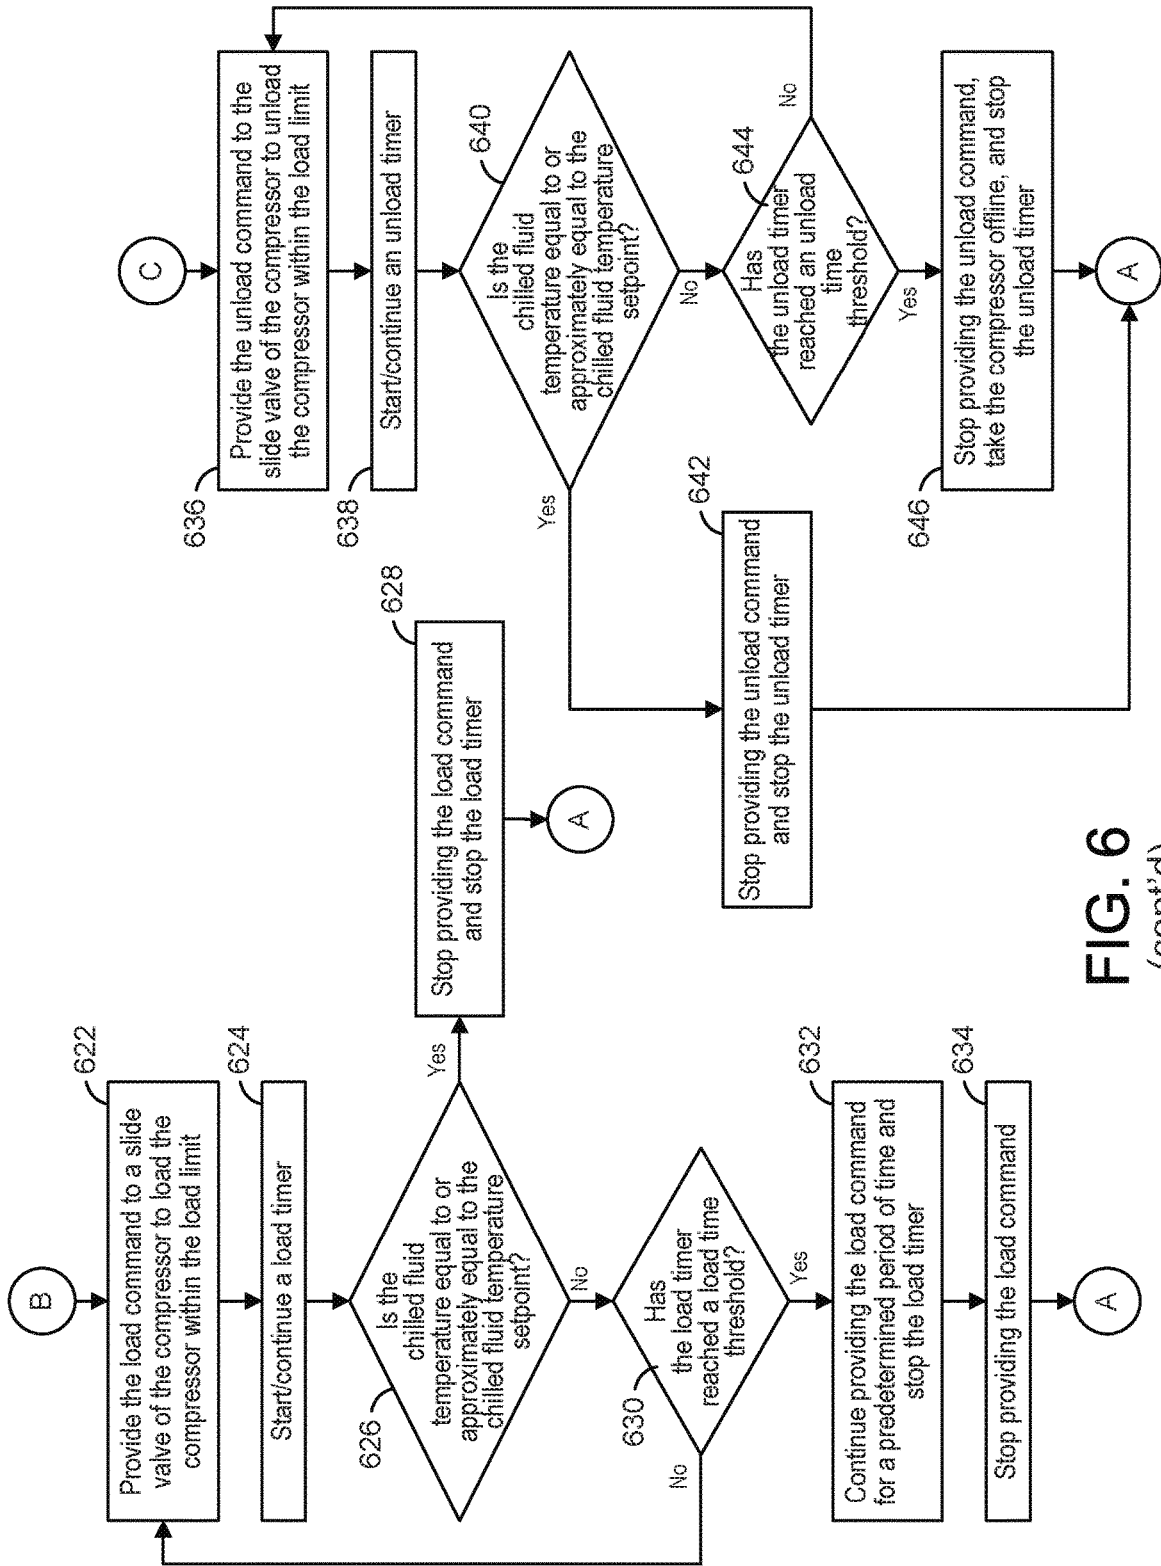 B
622
Provide the load command to a slide
valve of the compressor to load the
compressor within the load limit
624
Start/continue a load timer
626
Is the
chilled fluid
temperature equal to or
approximately equal to the
chilled fluid temperature
setpoint?
Yes
No
628
Stop providing the load command
and stop the load timer
A
630
Has
the load timer
reached a load time
threshold?
No
Yes
632
Continue providing the load command
for a predetermined period of time and
stop the load timer
634
Stop providing the load command
A
C
636
Provide the unload command to the
slide valve of the compressor to unload
the compressor within the load limit
638
Start/continue an unload timer
640
Is the
chilled fluid
temperature equal to or
approximately equal to the
chilled fluid temperature
setpoint?
Yes
No
642
Stop providing the unload command
and stop the unload timer
644
Has
the unload timer
reached an unload
time
threshold?
No
Yes
646
Stop providing the unload command,
take the compressor offline, and stop
the unload timer
A
FIG. 6
(cont'd)